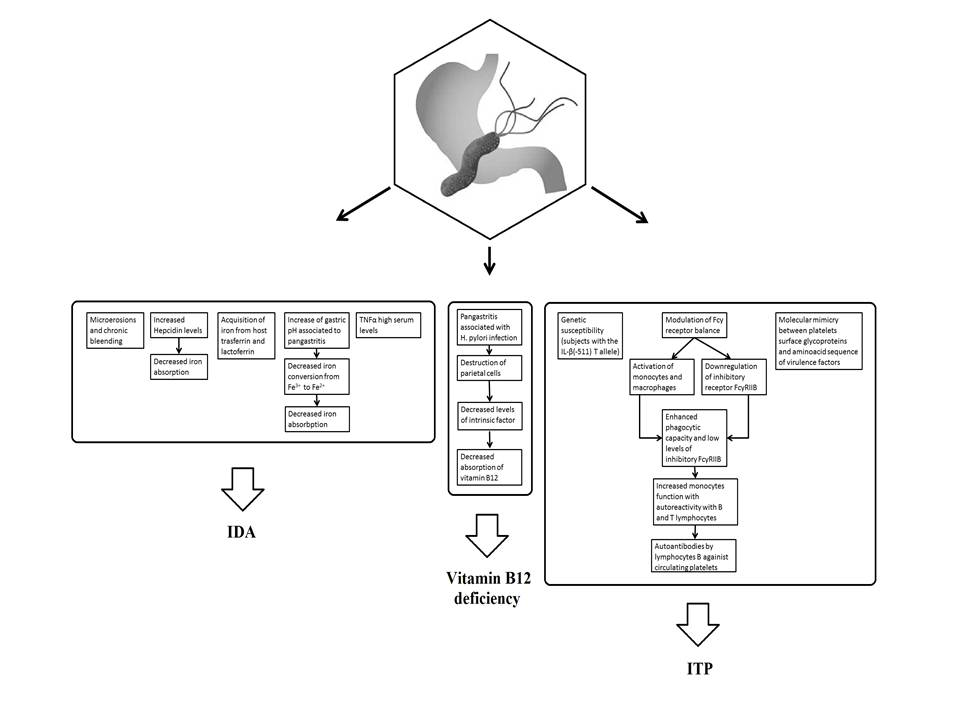 Microerosions
and chronic
bleending
Increased
Hepcidin levels
Decreased iron
absorption
Acquisition of
iron from host
trasferrin and
lactoferrin
Increase of gastric
pH associated to
pangastritis
Decreased iron
conversion from
Fe³⁺ to Fe²⁺
Decreased iron
absorbption
TNFα high serum
levels
IDA
Pangastritis
associated with
H. pylori infection
Destruction of
parietal cells
Decreased levels
of intrinsic factor
Decreased
absorption of
vitamin B12
Vitamin B12
deficiency
Genetic
susceptibility
(subjects with the
IL-β(-511) T allele)
Modulation of Fcγ
receptor balance
Activation of
monocytes and
macrophages
Downregulation
of inhibitory
receptor FcγRIIB
Enhanced
phagocytic
capacity and low
levels of
inhibitory FcγRIIB
Increased monocytes
function with
autoreactivity with B
and T lymphocytes
Autoantibodies by
lymphocytes B againist
circulating platelets
Molecular mimicry
between platelets
surface glycoproteins
and aminoacid sequence
of virulence factors
ITP